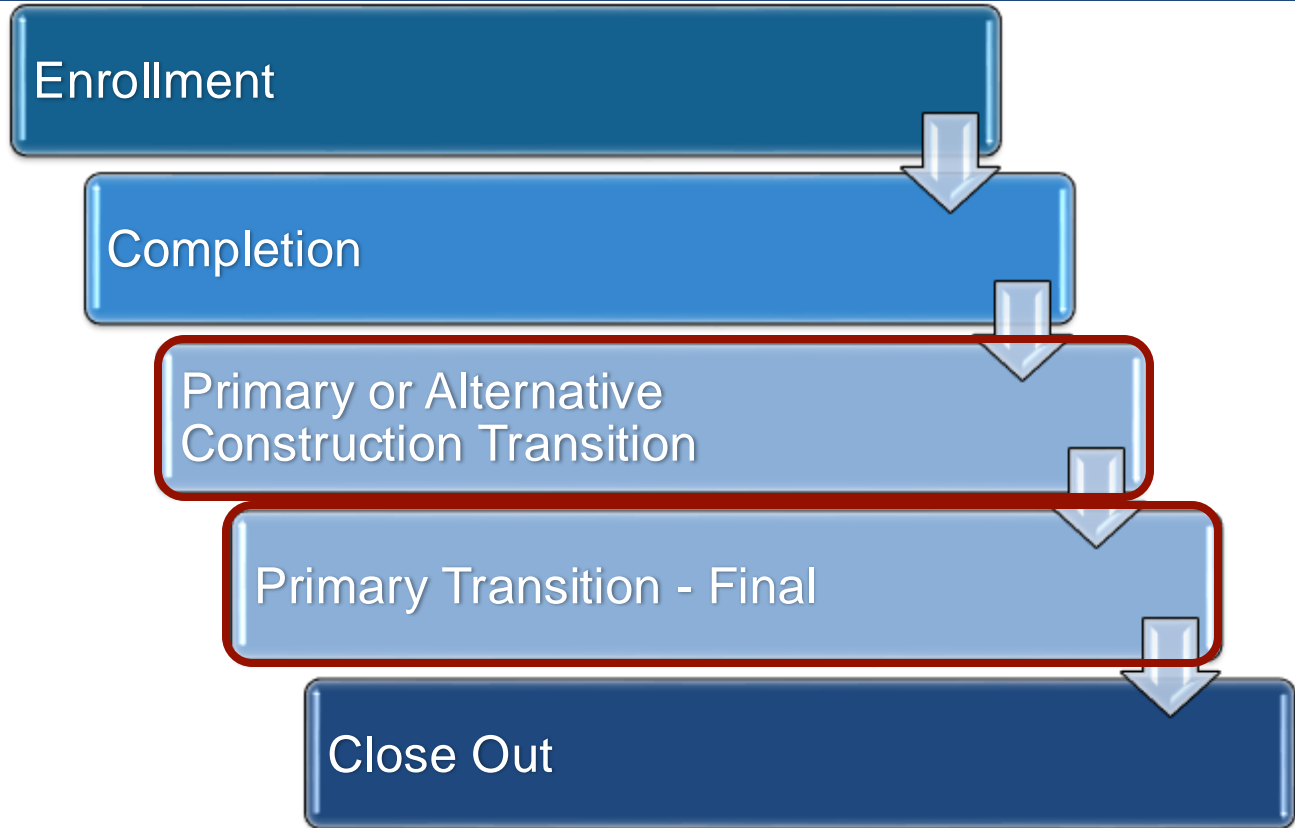 Enrollment
Completion
Primary or Alternative
Construction Transition
Primary Transition - Final
Close Out